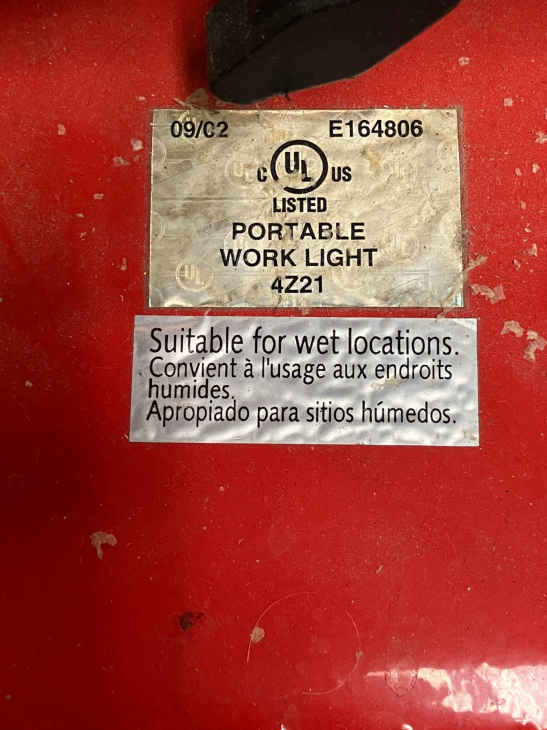 09/02 E164806
C UL US
LISTED
PORTABLE
WORK LIGHT
4Z21
Suitable for wet locations.
Convient à l'usage aux endroits
humides.
Apropiado para sitios húmedos.